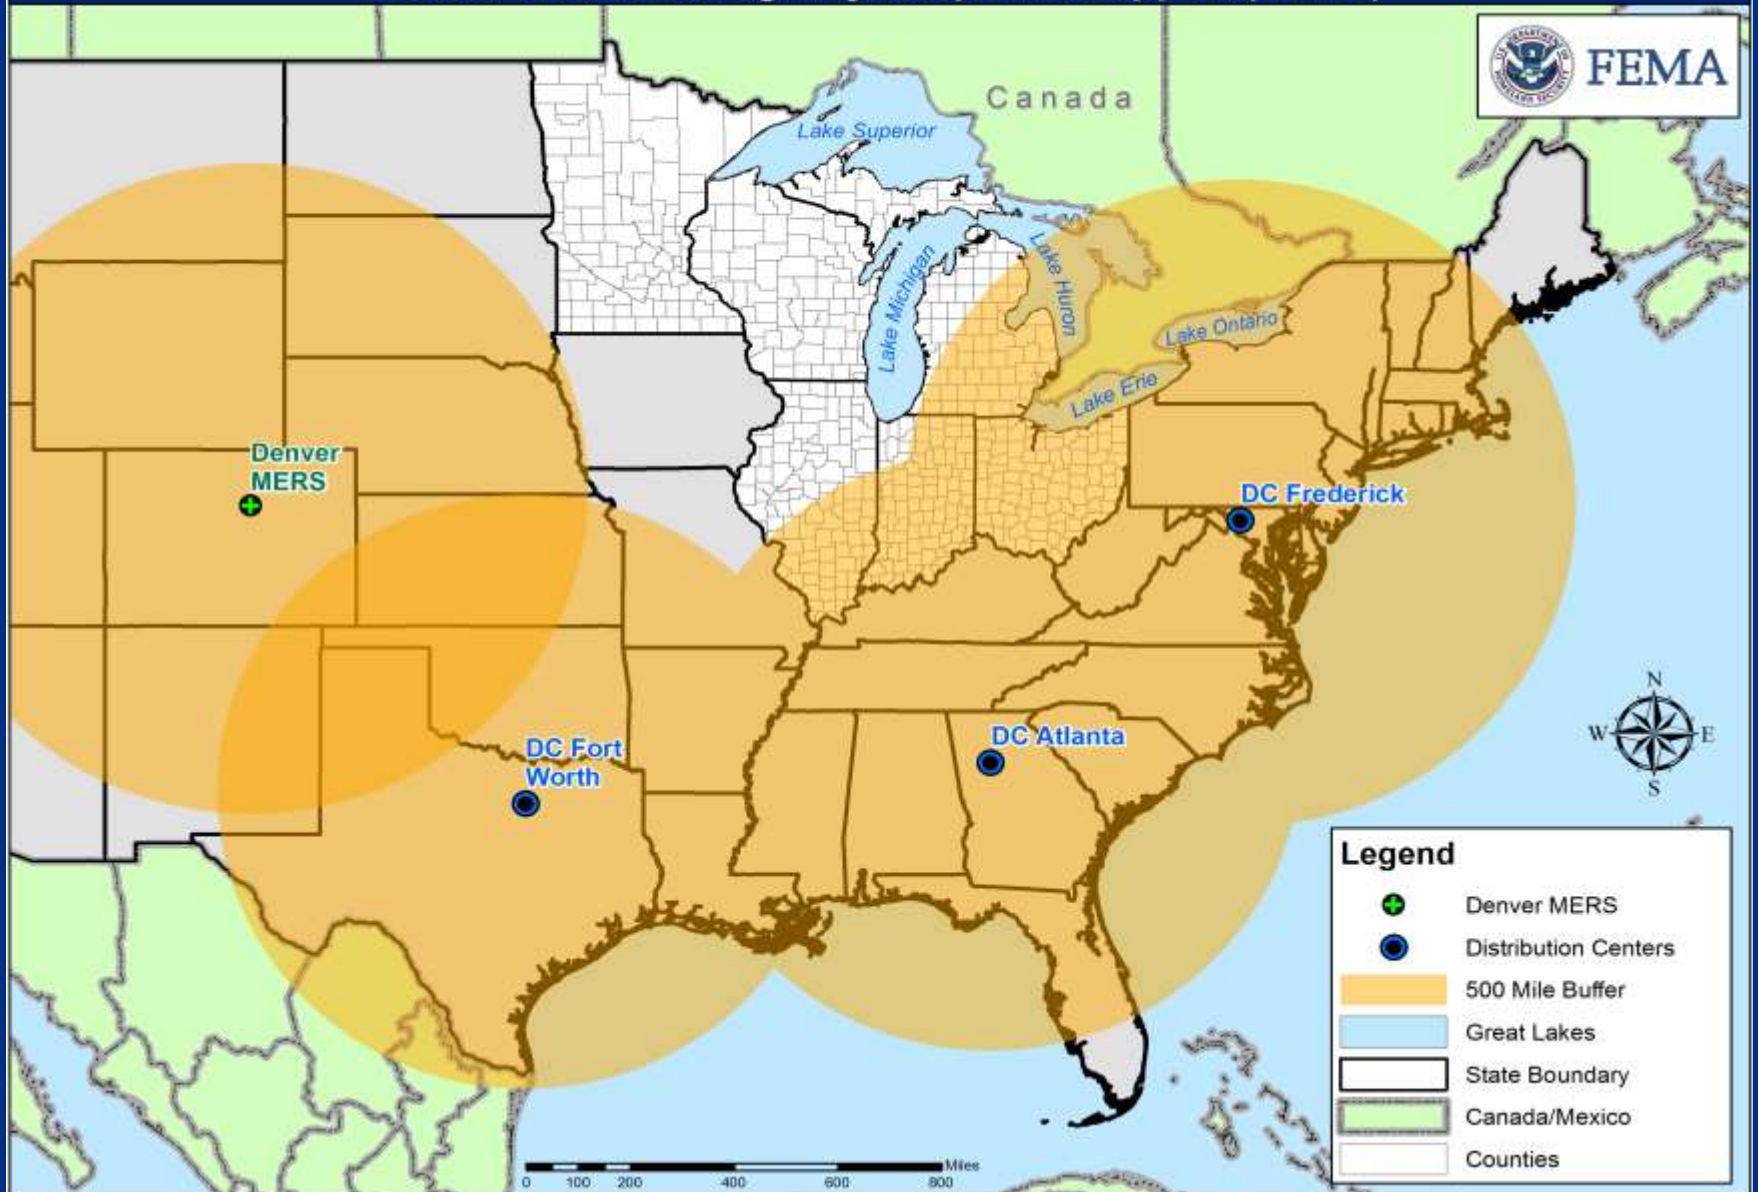 FEMA
Canada
Lake Superior
Lake Michigan
Lake Huron
Lake Ontario
Lake Erie
Denver
MERS
DC Frederick
DC Atlanta
DC Fort
Worth
N
W
E
S
Legend
Denver MERS
Distribution Centers
500 Mile Buffer
Great Lakes
State Boundary
Canada/Mexico
Counties
Miles
0 100 200 400 600 800